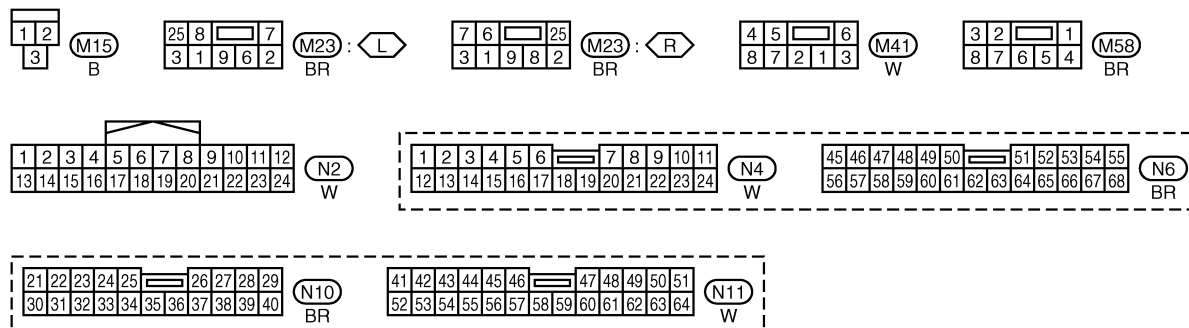 1 2 3 M15 B
25 8 7 3 1 9 6 2 M23 : L BR
7 6 25 3 1 9 8 2 M23 : R BR
4 5 6 8 7 2 1 3 M41 W
3 2 1 8 7 6 5 4 M58 BR
1 2 3 4 5 6 7 8 9 10 11 12
13 14 15 16 17 18 19 20 21 22 23 24
N2
W
1 2 3 4 5 6 7 8 9 10 11
12 13 14 15 16 17 18 19 20 21 22 23 24
N4
W
45 46 47 48 49 50 51 52 53 54 55
56 57 58 59 60 61 62 63 64 65 66 67 68
N6
BR
21 22 23 24 25 26 27 28 29
30 31 32 33 34 35 36 37 38 39 40
N10
BR
41 42 43 44 45 46 47 48 49 50 51
52 53 54 55 56 57 58 59 60 61 62 63 64
N11
W